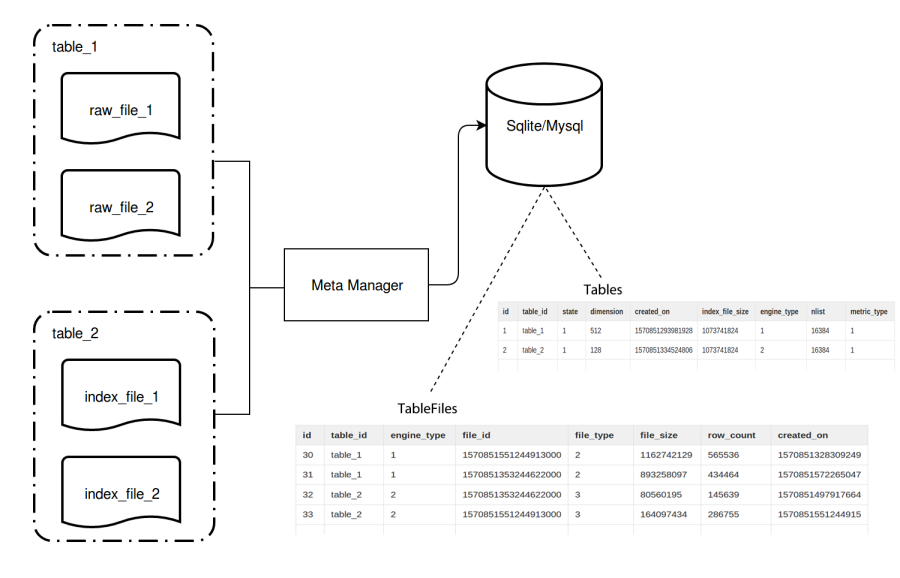 table_1
raw_file_1
raw_file_2
table_2
index_file_1
index_file_2
Meta Manager
Sqlite/Mysql
Tables
id table_id state dimension created_on index_file_size engine_type nlist metric_type
1 table_1 1 512 1570851293981928 1073741824 1 16384 1
2 table_2 1 128 1570851334524806 1073741824 2 16384 1
TableFiles
id table_id engine_type file_id file_type file_size row_count created_on
30 table_1 1 1570851551244913000 2 1162742129 565536 1570851328309249
31 table_1 1 1570851353244622000 2 893258097 434464 1570851572265047
32 table_2 2 1570851353244622000 3 80560195 145639 1570851497917664
33 table_2 2 1570851551244913000 3 164097434 286755 1570851551244915